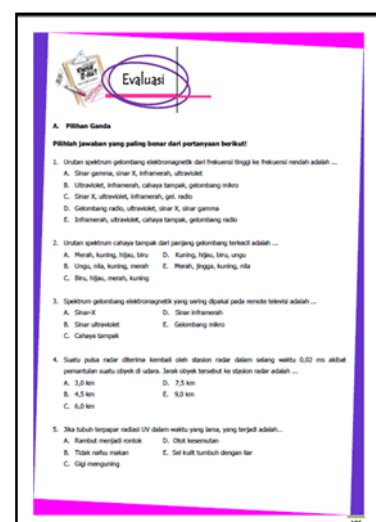 Evaluasi
A. Pilihan Ganda
Pilihlah jawaban yang paling benar dari pertanyaan berikut!
1. Urutan spektrum gelombang elektromagnetik dari frekuensi tinggi ke frekuensi rendah adalah ...
A. Sinar gamma, sinar X, inframerah, ultraviolet
B. Ultraviolet, inframerah, cahaya tampak, gelombang mikro
C. Sinar X, ultraviolet, inframerah, gel. radio
D. Gelombang radio, ultraviolet, sinar X, sinar gamma
E. Inframerah, ultraviolet, cahaya tampak, gelombang radio
2. Urutan spektrum cahaya tampak dari panjang gelombang terkecil adalah ...
A. Merah, kuning, hijau, biru D. Kuning, hijau, biru, ungu
B. Ungu, nila, kuning, merah E. Merah, jingga, kuning, nila
C. Biru, hijau, merah, kuning
3. Spektrum gelombang elektromagnetik yang sering dipakai pada remote televisi adalah ...
A. Sinar-X D. Sinar inframerah
B. Sinar ultraviolet E. Gelombang mikro
C. Cahaya tampak
4. Suatu pulsa radar diterima kembali oleh stasion radar dalam selang waktu 0,02 ms akibat
pemantulan suatu obyek di udara. Jarak obyek tersebut ke stasion radar adalah ...
A. 3,0 km D. 7,5 km
B. 4,5 km E. 9,0 km
C. 6,0 km
5. Jika tubuh terpapar radiasi UV dalam waktu yang lama, yang terjadi adalah...
A. Rambut menjadi rontok D. Otot kesemutan
B. Tidak nafsu makan E. Sel kulit tumbuh dengan liar
C. Gigi menguning